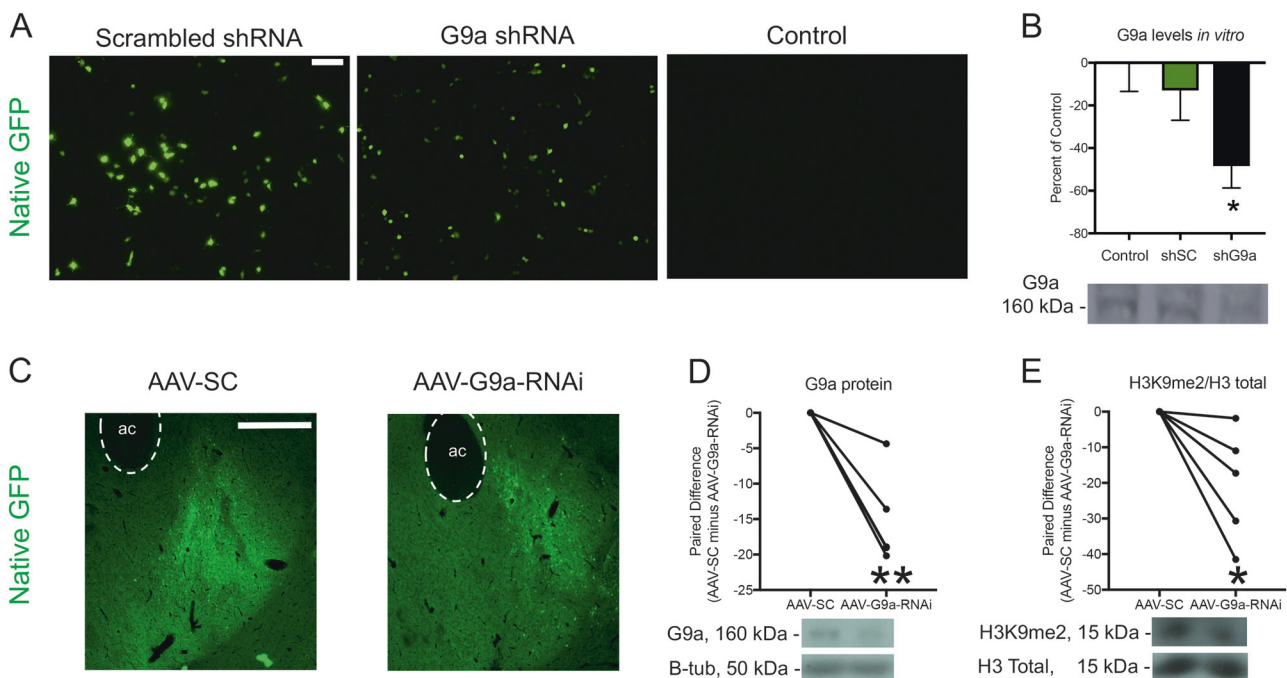 A
Scrambled shRNA
G9a shRNA
Control
Native GFP
B
G9a levels in vitro
Percent of Control
0
-20
-40
-60
-80
*
Control shSC shG9a
G9a
160 kDa -
C
AAV-SC
AAV-G9a-RNAi
Native GFP
ac
ac
D
G9a protein
Paired Difference
(AAV-SC minus AAV-G9a-RNAi)
0
-5
-10
-15
-20
-25
**
AAV-SC AAV-G9a-RNAi
G9a, 160 kDa -
B-tub, 50 kDa -
E
H3K9me2/H3 total
Paired Difference
(AAV-SC minus AAV-G9a-RNAi)
0
-10
-20
-30
-40
-50
*
AAV-SC AAV-G9a-RNAi
H3K9me2, 15 kDa -
H3 Total, 15 kDa -